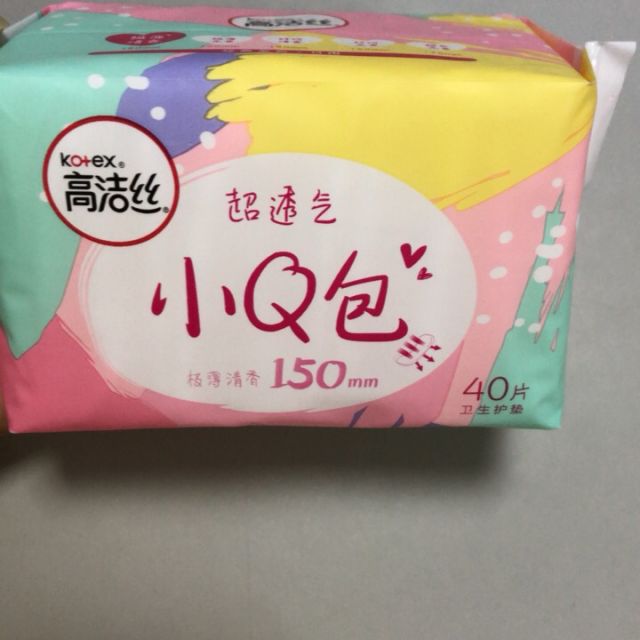 Kotex®
高洁丝®
超透气
小Q包
极薄清香 150mm
40片
卫生护垫